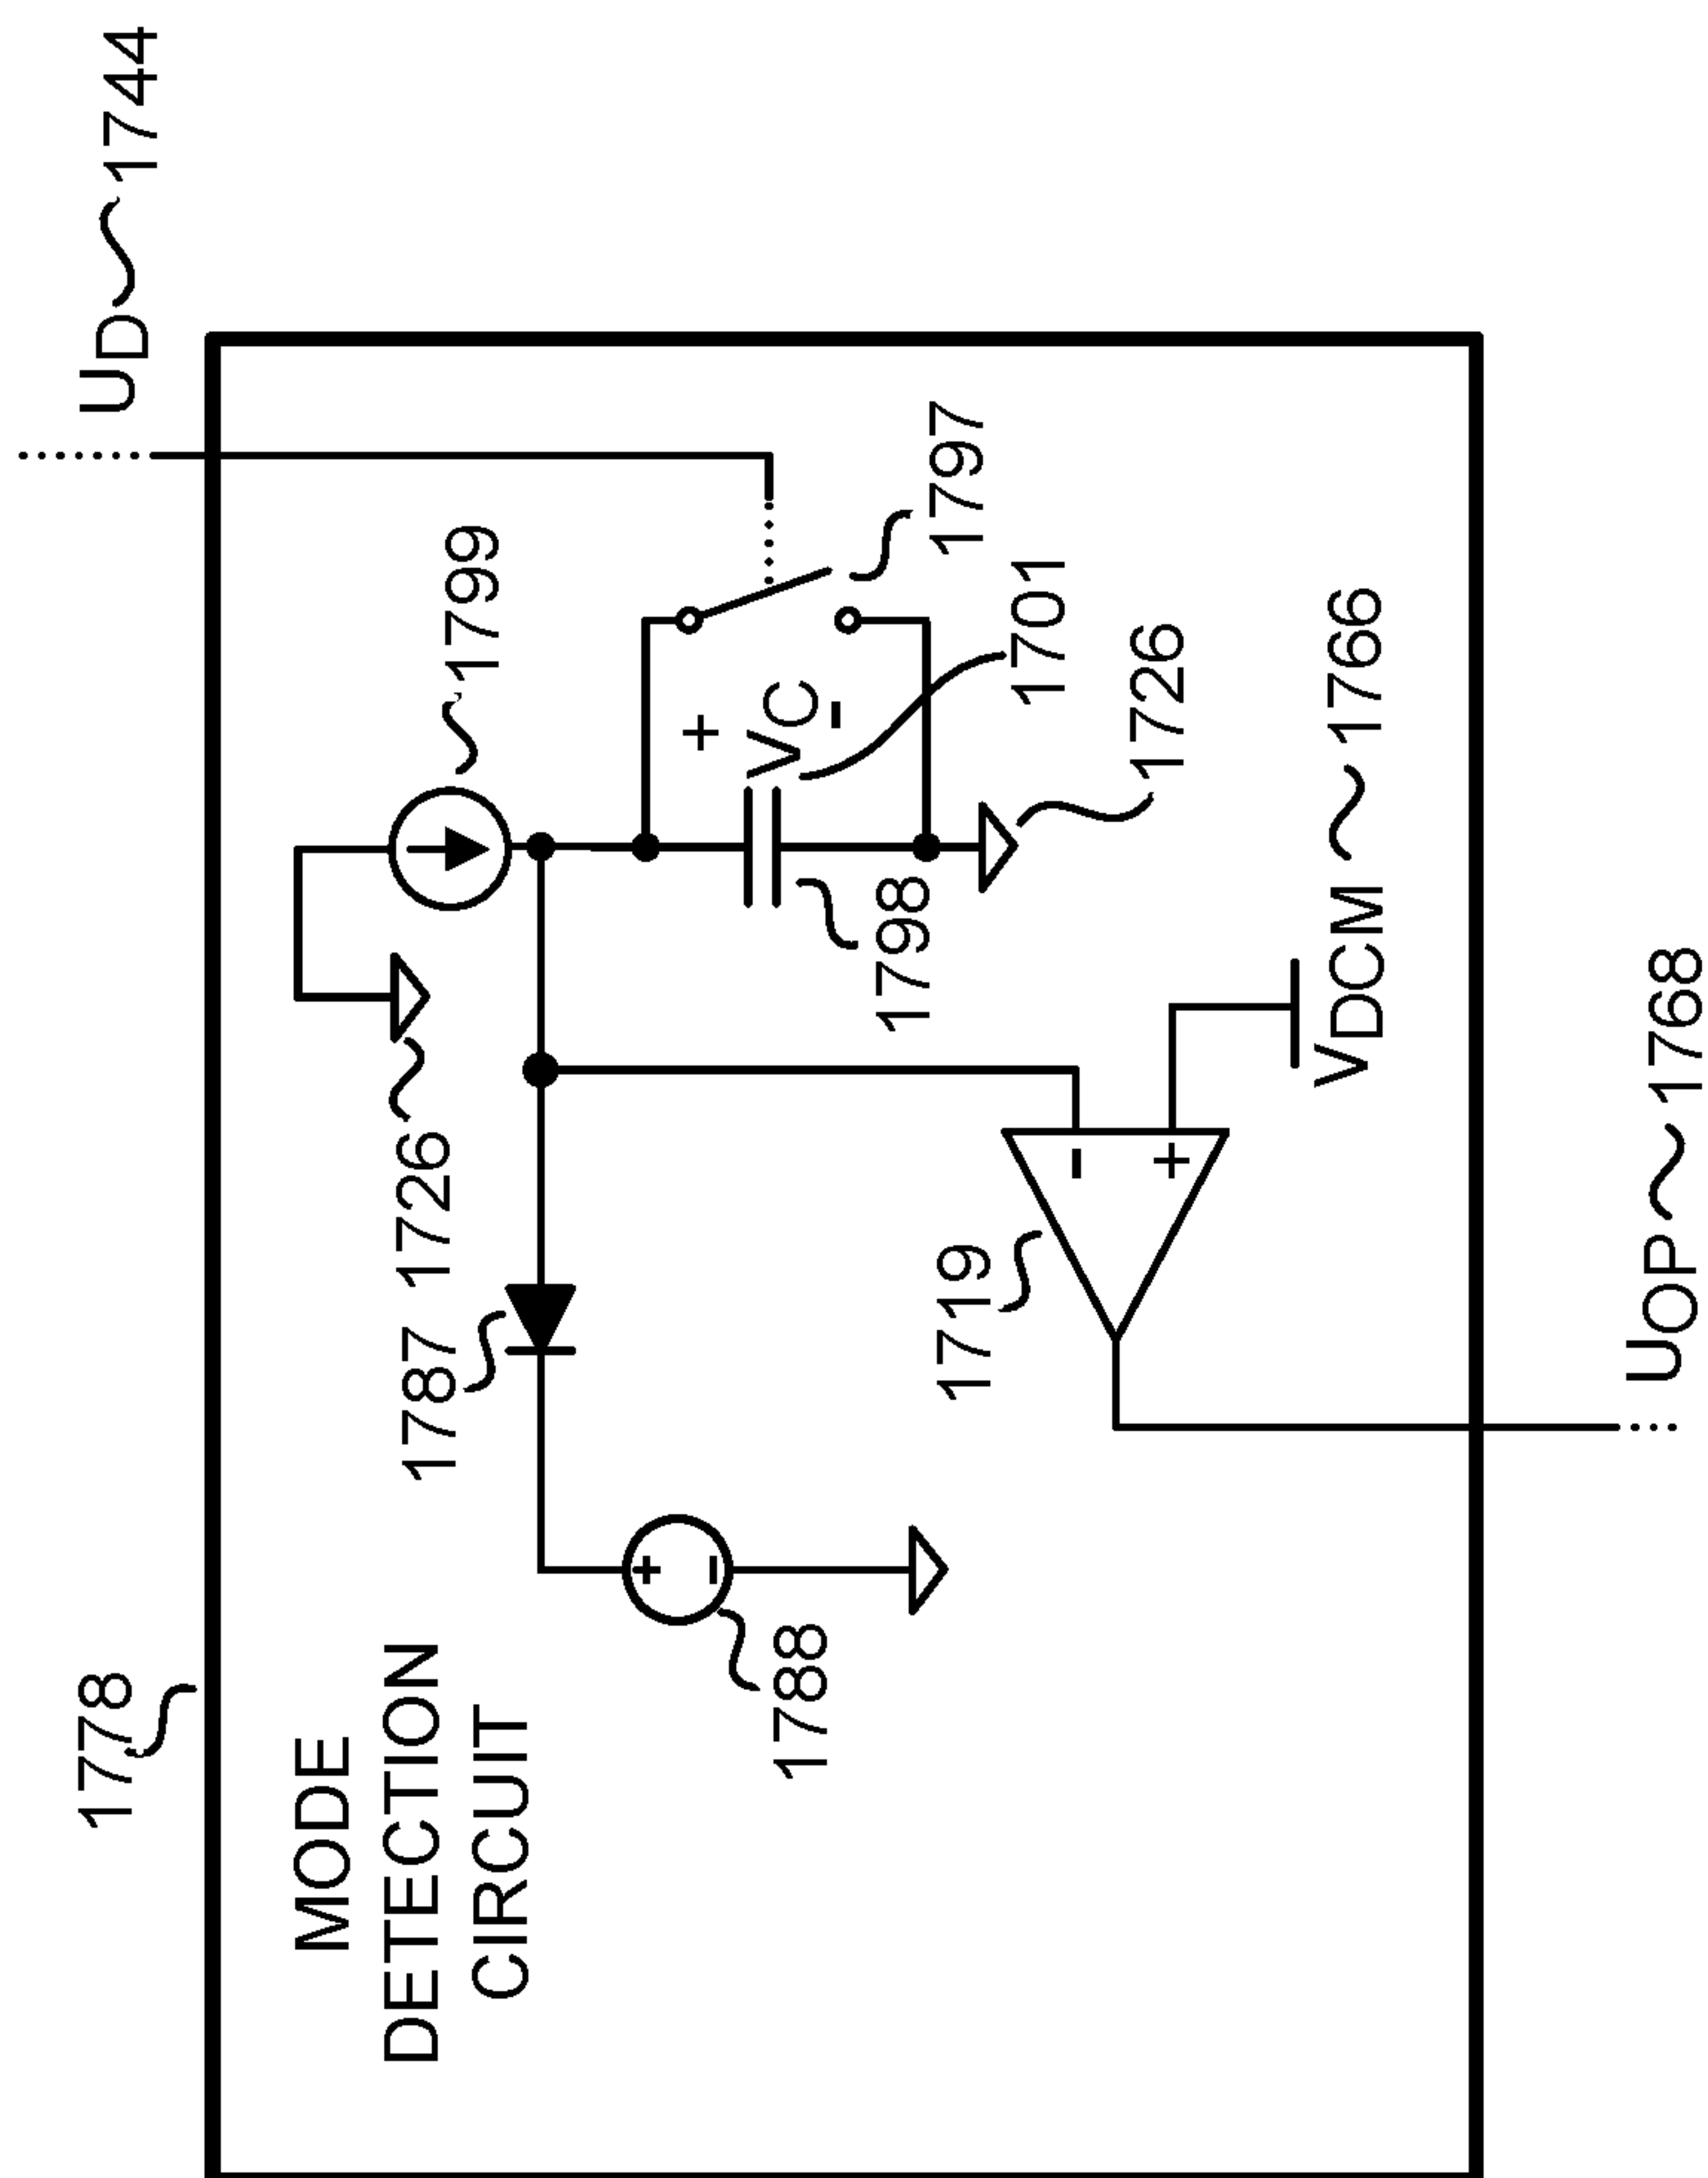 1778
MODE
DETECTION
CIRCUIT
UD 1744
1726
1799
1787
1788
+
-
+
VC
-
1797
1798
1701
1726
1719
-
+
VDCM 1766
UOP 1768